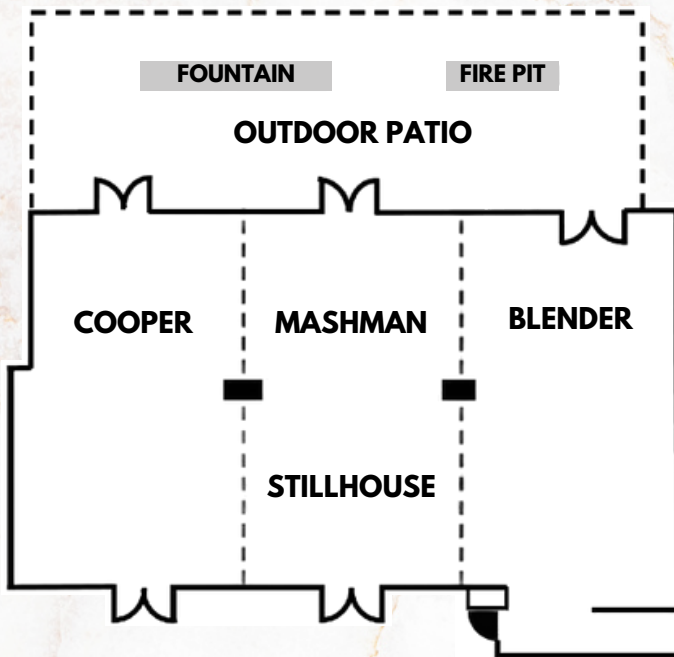 FOUNTAIN
FIRE PIT
OUTDOOR PATIO
COOPER
MASHMAN
BLENDER
STILLHOUSE